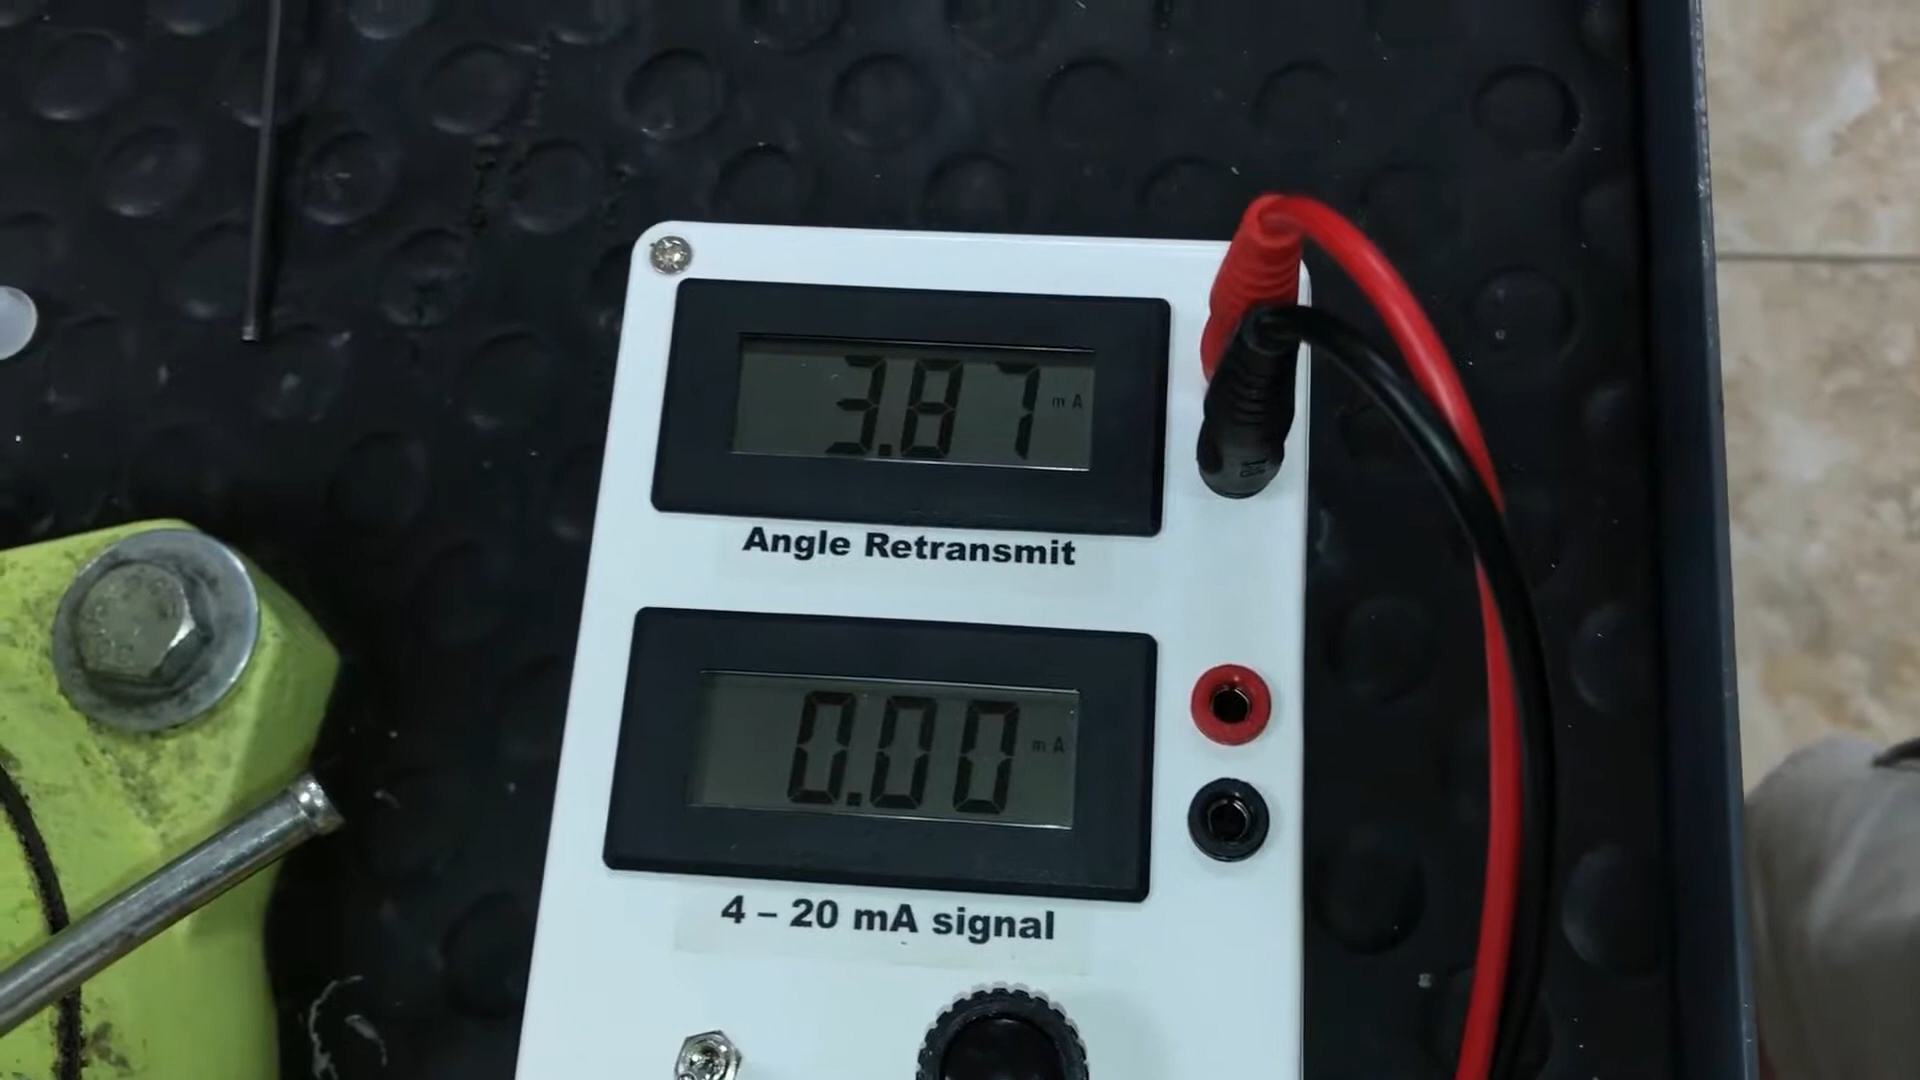 3.87 mA
Angle Retransmit
0.00 mA
4 – 20 mA signal